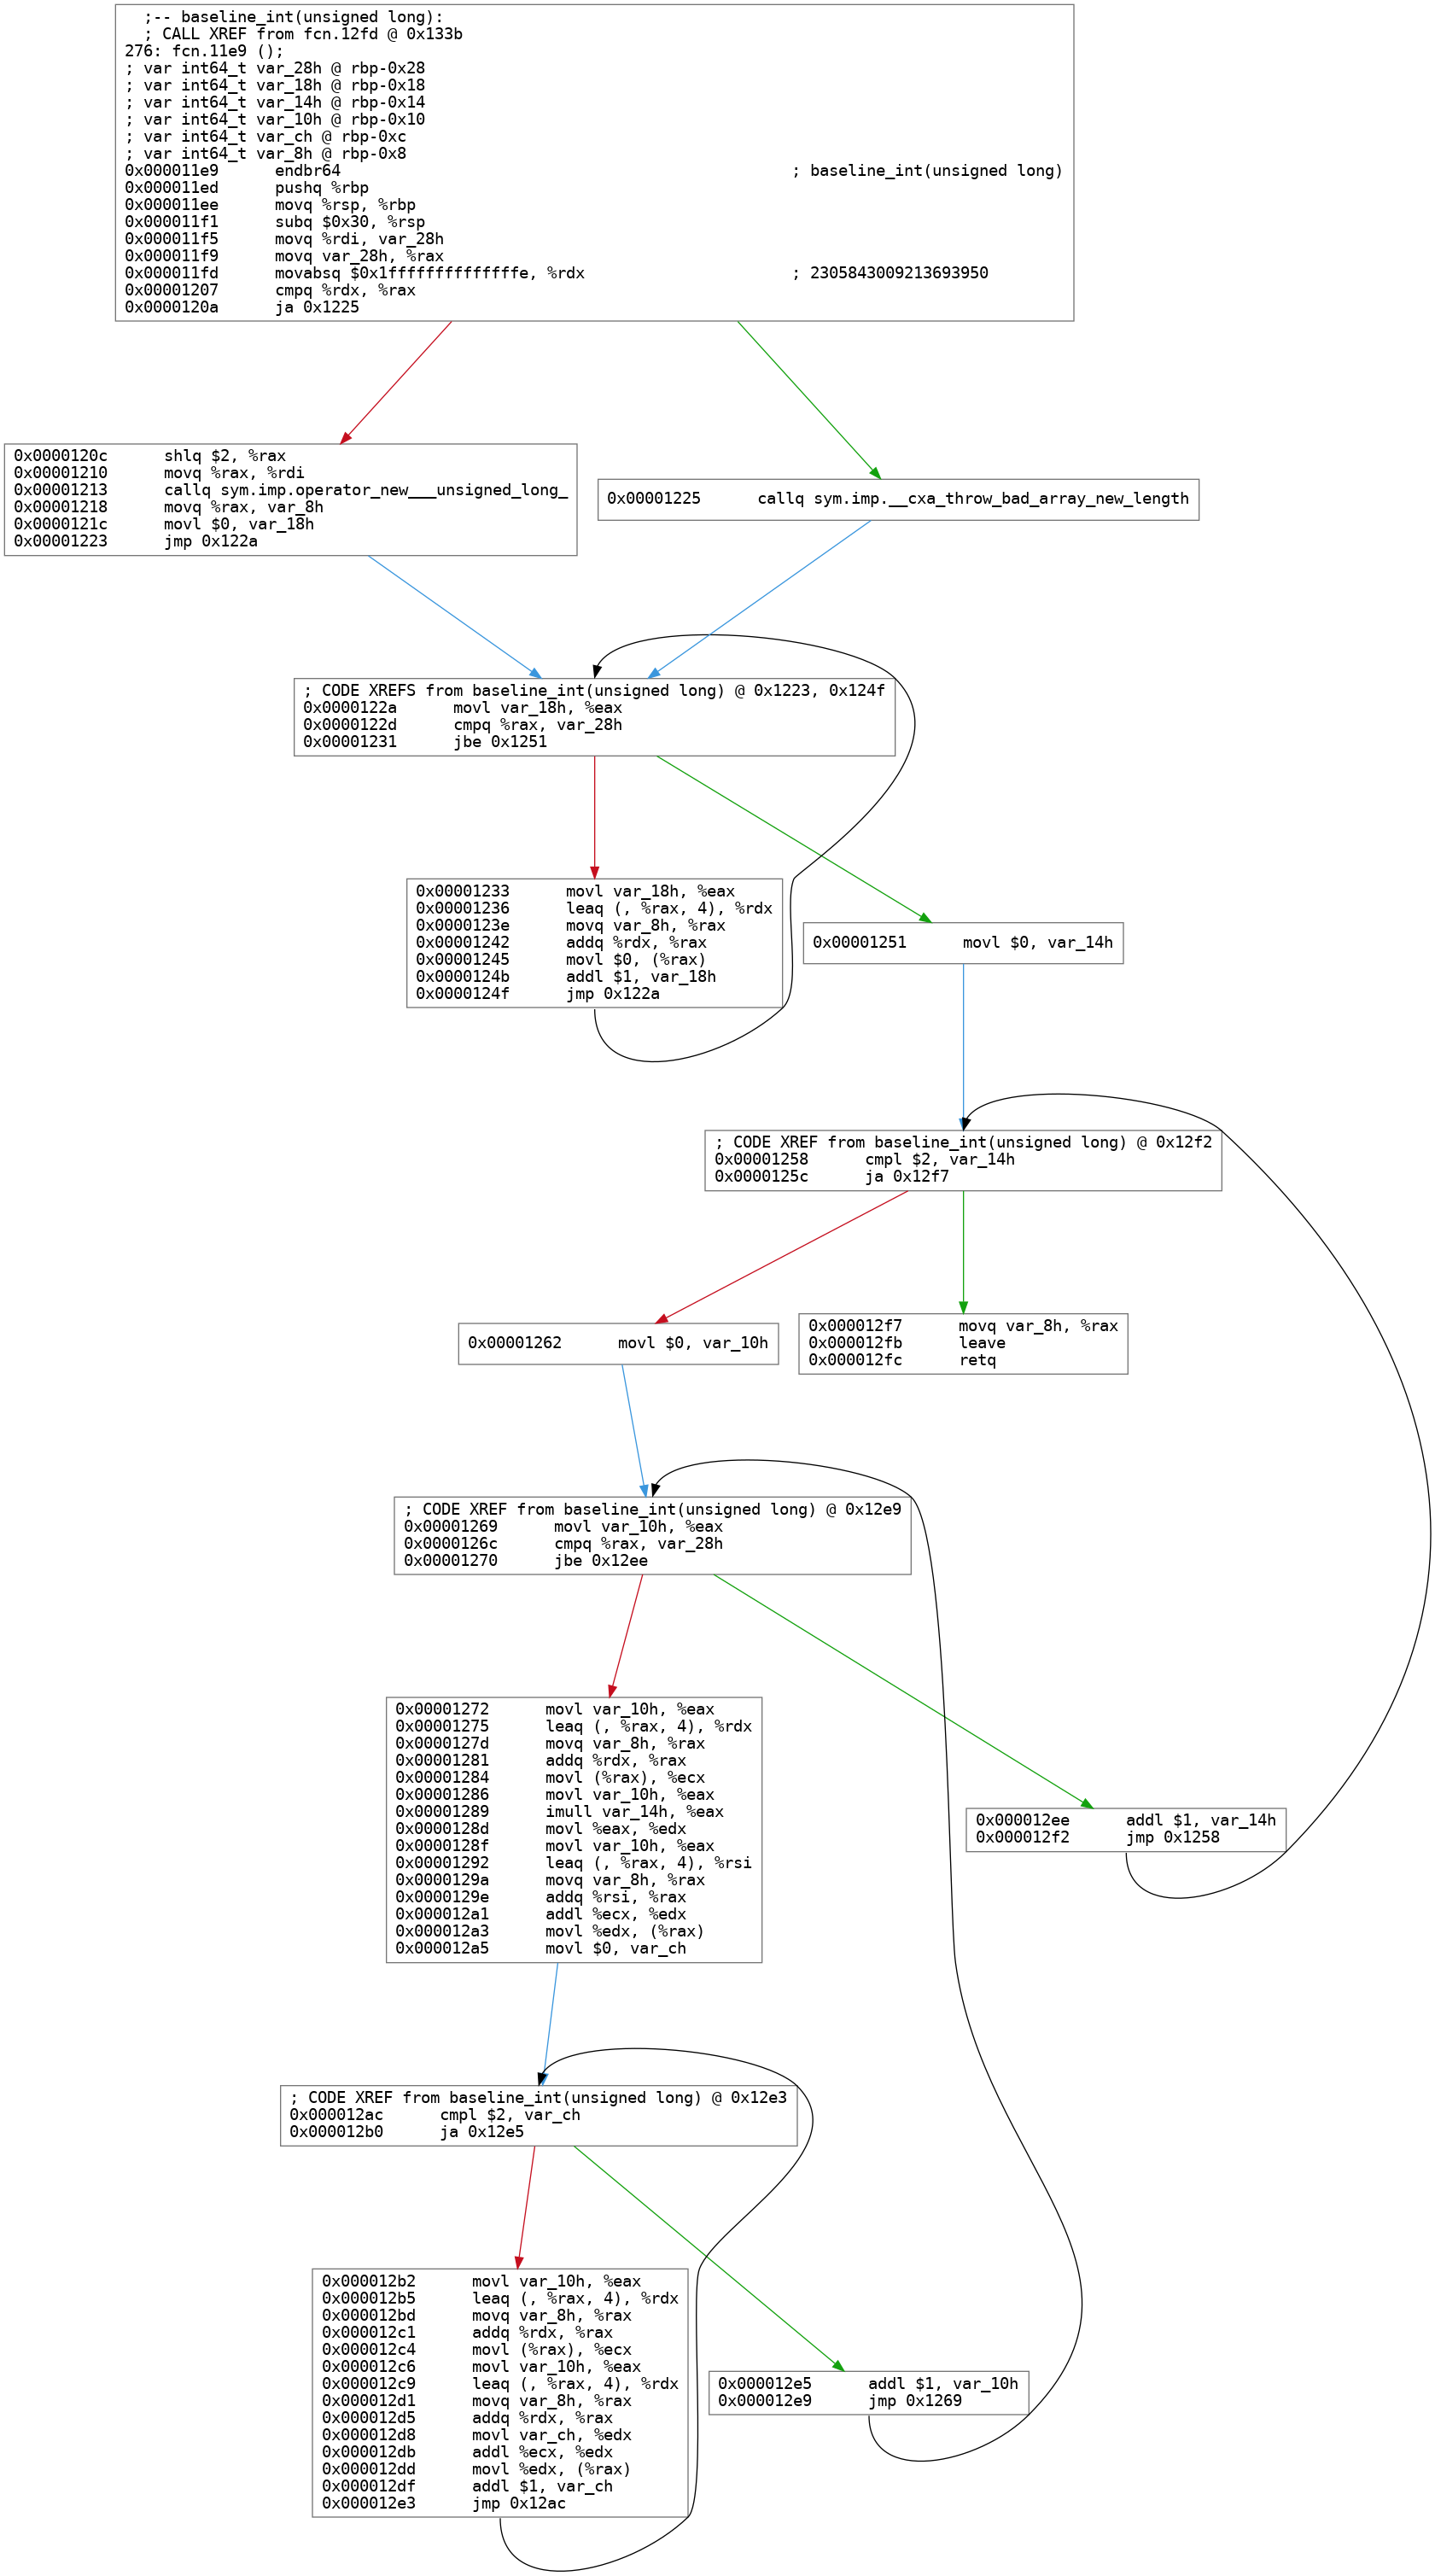 ;-- baseline_int(unsigned long):
; CALL XREF from fcn.12fd @ 0x133b
276: fcn.11e9 ();
; var int64_t var_28h @ rbp-0x28
; var int64_t var_18h @ rbp-0x18
; var int64_t var_14h @ rbp-0x14
; var int64_t var_10h @ rbp-0x10
; var int64_t var_ch @ rbp-0xc
; var int64_t var_8h @ rbp-0x8
0x000011e9      endbr64                                                ; baseline_int(unsigned long)
0x000011ed      pushq %rbp
0x000011ee      movq %rsp, %rbp
0x000011f1      subq $0x30, %rsp
0x000011f5      movq %rdi, var_28h
0x000011f9      movq var_28h, %rax
0x000011fd      movabsq $0x1ffffffffffffffe, %rdx                      ; 2305843009213693950
0x00001207      cmpq %rdx, %rax
0x0000120a      ja 0x1225
0x0000120c      shlq $2, %rax
0x00001210      movq %rax, %rdi
0x00001213      callq sym.imp.operator_new___unsigned_long_
0x00001218      movq %rax, var_8h
0x0000121c      movl $0, var_18h
0x00001223      jmp 0x122a
0x00001225      callq sym.imp.__cxa_throw_bad_array_new_length
; CODE XREFS from baseline_int(unsigned long) @ 0x1223, 0x124f
0x0000122a      movl var_18h, %eax
0x0000122d      cmpq %rax, var_28h
0x00001231      jbe 0x1251
0x00001233      movl var_18h, %eax
0x00001236      leaq (, %rax, 4), %rdx
0x0000123e      movq var_8h, %rax
0x00001242      addq %rdx, %rax
0x00001245      movl $0, (%rax)
0x0000124b      addl $1, var_18h
0x0000124f      jmp 0x122a
0x00001251      movl $0, var_14h
; CODE XREF from baseline_int(unsigned long) @ 0x12f2
0x00001258      cmpl $2, var_14h
0x0000125c      ja 0x12f7
0x00001262      movl $0, var_10h
0x000012f7      movq var_8h, %rax
0x000012fb      leave
0x000012fc      retq
; CODE XREF from baseline_int(unsigned long) @ 0x12e9
0x00001269      movl var_10h, %eax
0x0000126c      cmpq %rax, var_28h
0x00001270      jbe 0x12ee
0x00001272      movl var_10h, %eax
0x00001275      leaq (, %rax, 4), %rdx
0x0000127d      movq var_8h, %rax
0x00001281      addq %rdx, %rax
0x00001284      movl (%rax), %ecx
0x00001286      movl var_10h, %eax
0x00001289      imull var_14h, %eax
0x0000128d      movl %eax, %edx
0x0000128f      movl var_10h, %eax
0x00001292      leaq (, %rax, 4), %rsi
0x0000129a      movq var_8h, %rax
0x0000129e      addq %rsi, %rax
0x000012a1      addl %ecx, %edx
0x000012a3      movl %edx, (%rax)
0x000012a5      movl $0, var_ch
0x000012ee      addl $1, var_14h
0x000012f2      jmp 0x1258
; CODE XREF from baseline_int(unsigned long) @ 0x12e3
0x000012ac      cmpl $2, var_ch
0x000012b0      ja 0x12e5
0x000012b2      movl var_10h, %eax
0x000012b5      leaq (, %rax, 4), %rdx
0x000012bd      movq var_8h, %rax
0x000012c1      addq %rdx, %rax
0x000012c4      movl (%rax), %ecx
0x000012c6      movl var_10h, %eax
0x000012c9      leaq (, %rax, 4), %rdx
0x000012d1      movq var_8h, %rax
0x000012d5      addq %rdx, %rax
0x000012d8      movl var_ch, %edx
0x000012db      addl %ecx, %edx
0x000012dd      movl %edx, (%rax)
0x000012df      addl $1, var_ch
0x000012e3      jmp 0x12ac
0x000012e5      addl $1, var_10h
0x000012e9      jmp 0x1269